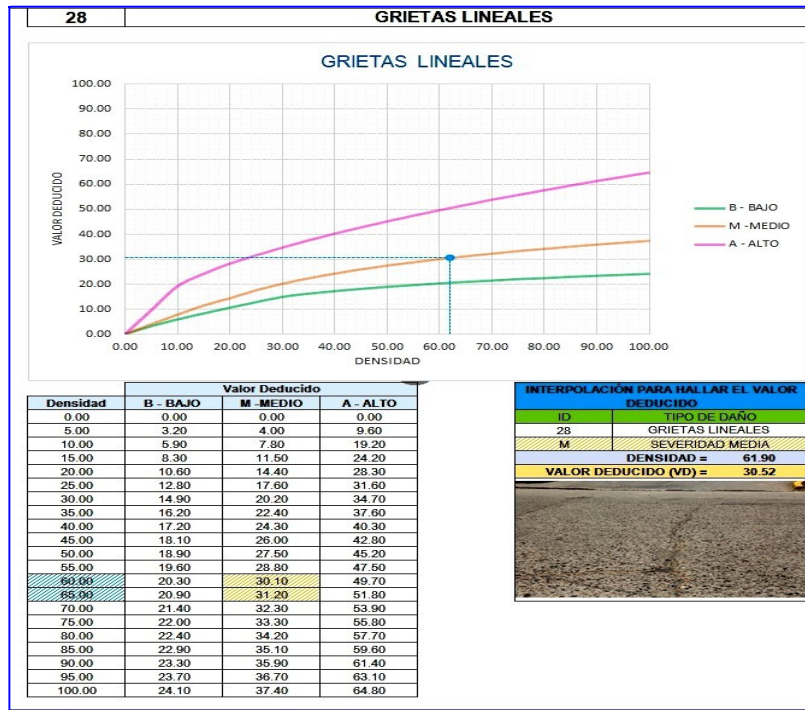 28 GRIETAS LINEALES
GRIETAS LINEALES
100.00
90.00
80.00
70.00
60.00
50.00
40.00
30.00
20.00
10.00
0.00
VALOR DEDUCIDO
0.00 10.00 20.00 30.00 40.00 50.00 60.00 70.00 80.00 90.00 100.00
DENSIDAD
B - BAJO
M -MEDIO
A - ALTO
Valor Deducido
Densidad B - BAJO M -MEDIO A - ALTO
0.00 0.00 0.00 0.00
5.00 3.20 4.00 9.60
10.00 5.90 7.80 19.20
15.00 8.30 11.50 24.20
20.00 10.60 14.40 28.30
25.00 12.80 17.60 31.60
30.00 14.90 20.20 34.70
35.00 16.20 22.40 37.60
40.00 17.20 24.30 40.30
45.00 18.10 26.00 42.80
50.00 18.90 27.50 45.20
55.00 19.60 28.80 47.50
60.00 20.30 30.10 49.70
65.00 20.90 31.20 51.80
70.00 21.40 32.30 53.90
75.00 22.00 33.30 55.80
80.00 22.40 34.20 57.70
85.00 22.90 35.10 59.60
90.00 23.30 35.90 61.40
95.00 23.70 36.70 63.10
100.00 24.10 37.40 64.80
INTERPOLACIÓN PARA HALLAR EL VALOR
DEDUCIDO
ID TIPO DE DAÑO
28 GRIETAS LINEALES
M SEVERIDAD MEDIA
DENSIDAD = 61.90
VALOR DEDUCIDO (VD) = 30.52